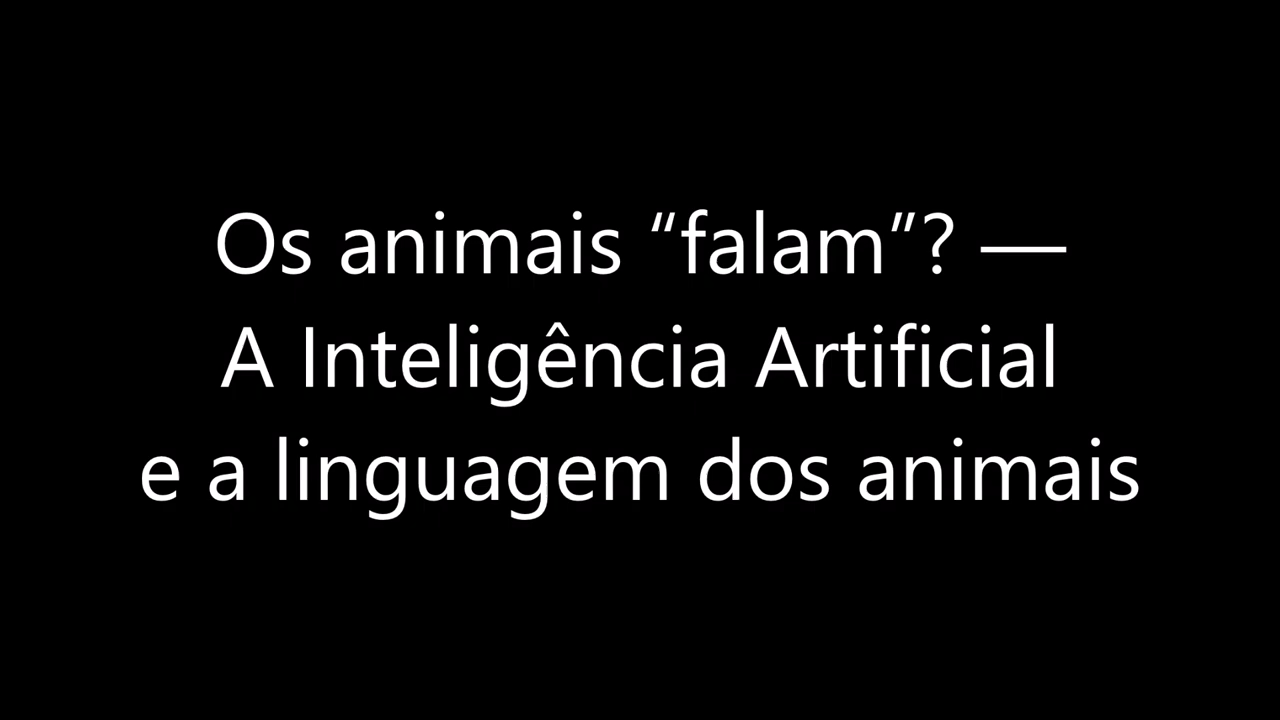 Os animais “falam”? —
A Inteligência Artificial
e a linguagem dos animais